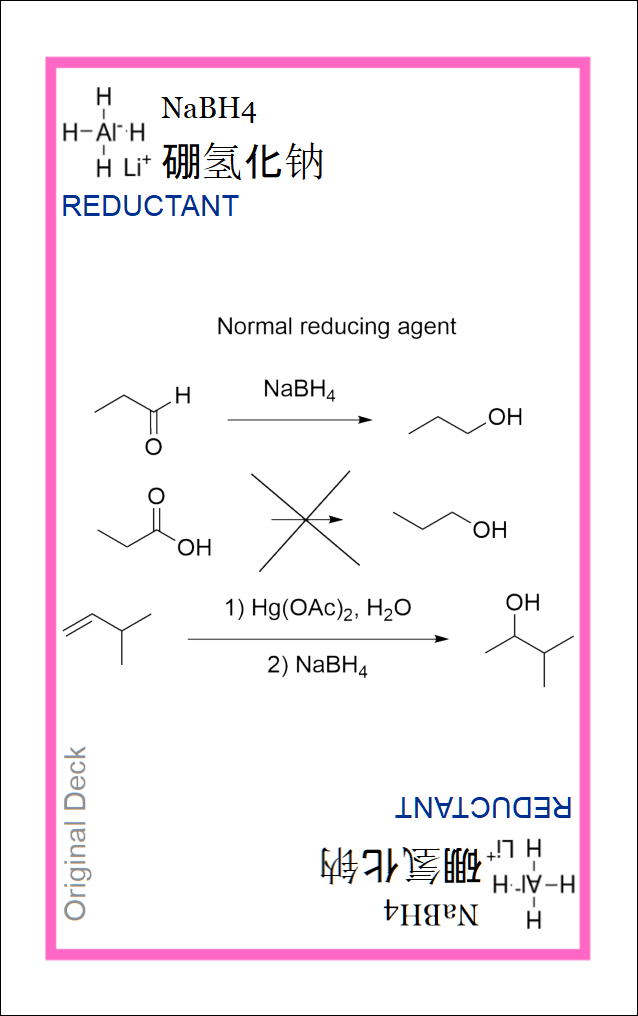 H
H–Al⁻·H
H Li⁺
NaBH4
硼氢化钠
REDUCTANT
Normal reducing agent
H
O
NaBH₄
OH
O
OH
OH
1) Hg(OAc)₂, H₂O
2) NaBH₄
OH
Original Deck
REDUCTANT
NaBH4
硼氢化钠
H
H–Al⁻·H
H Li⁺